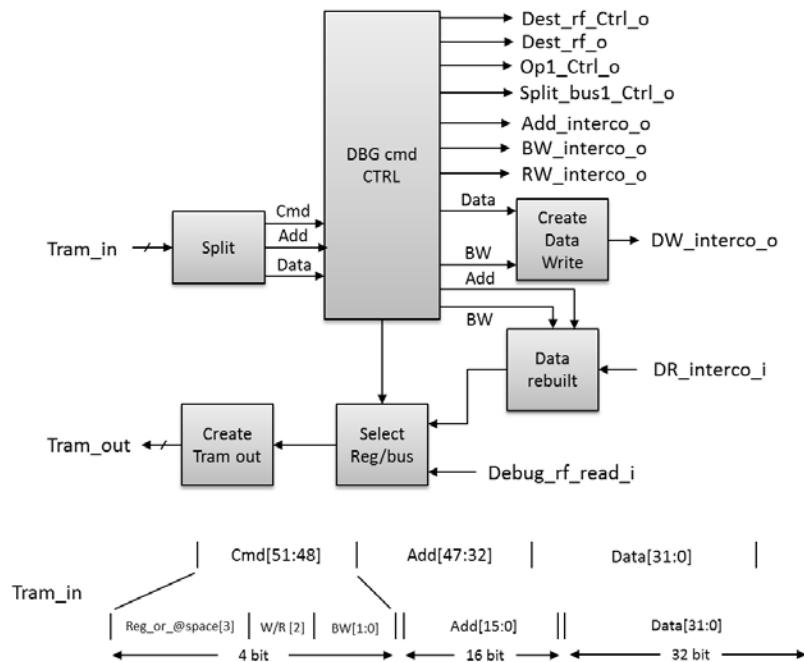 Dest_rf_Ctrl_o
Dest_rf_o
Op1_Ctrl_o
Split_bus1_Ctrl_o
Add_interco_o
BW_interco_o
RW_interco_o
DBG cmd
CTRL
Tram_in
Split
Cmd
Add
Data
Data
BW
Add
BW
Create
Data
Write
DW_interco_o
Data
rebuilt
DR_interco_i
Tram_out
Create
Tram out
Select
Reg/bus
Debug_rf_read_i
Cmd[51:48]
Add[47:32]
Data[31:0]
Tram_in
Reg_or_@space[3]
W/R [2]
BW[1:0]
Add[15:0]
Data[31:0]
4 bit
16 bit
32 bit